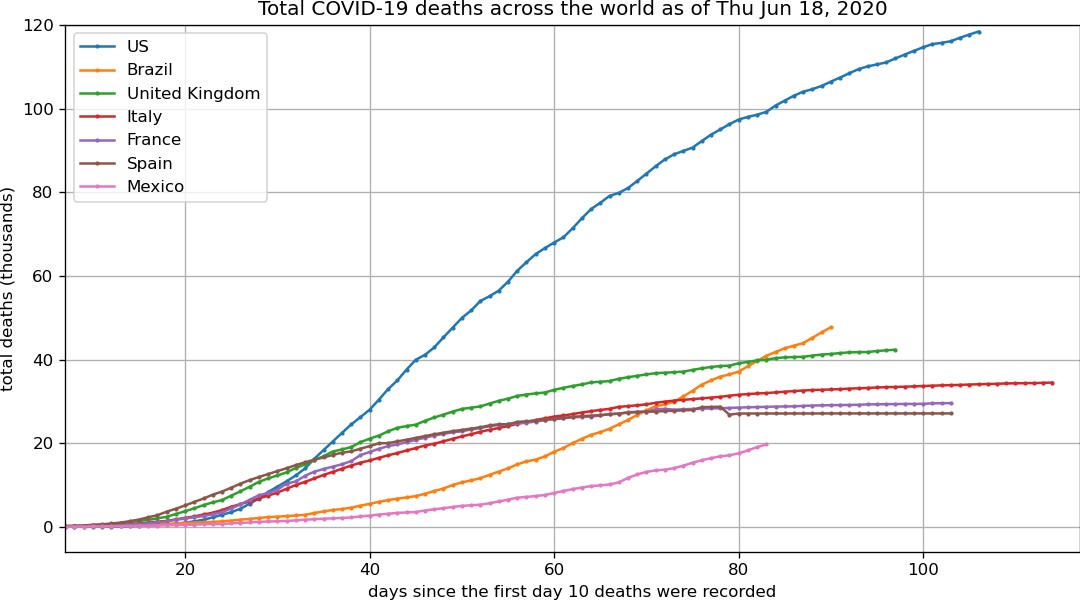 Total COVID-19 deaths across the world as of Thu Jun 18, 2020
120
100
80
60
40
20
0
total deaths (thousands)
US
Brazil
United Kingdom
Italy
France
Spain
Mexico
20 40 60 80 100
days since the first day 10 deaths were recorded